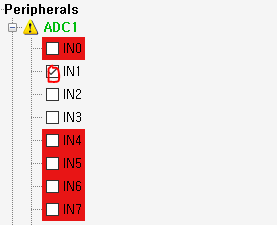 Peripherals
ADC1
IN0
IN1
IN2
IN3
IN4
IN5
IN6
IN7